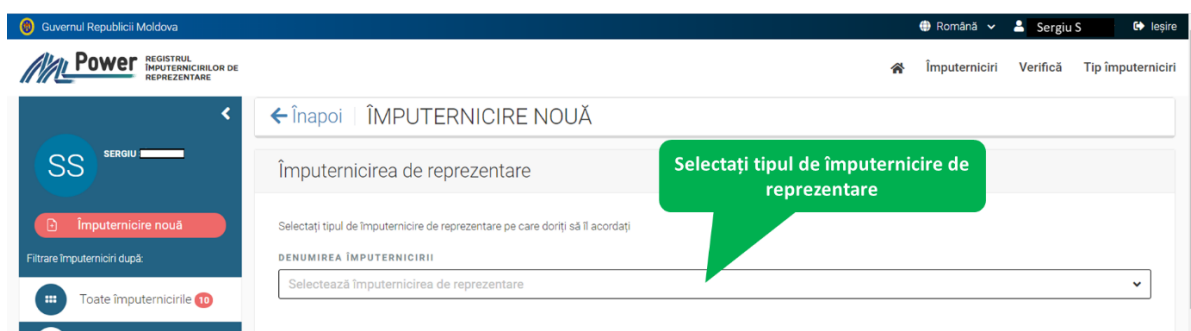 Guvernul Republicii Moldova
Română
Sergiu S
Ieșire
MPower REGISTRUL ÎMPUTERNICIRILOR DE REPREZENTARE
Împuterniciri
Verifică
Tip împuterniciri
Înapoi
ÎMPUTERNICIRE NOUĂ
SS
SERGIU
Împuternicirea de reprezentare
Selectați tipul de împuternicire de
reprezentare
Împuternicire nouă
Selectați tipul de împuternicire de reprezentare pe care doriți să îl acordați
Filtrare împuterniciri după:
DENUMIREA ÎMPUTERNICIRII
Selectează împuternicirea de reprezentare
Toate împuternicirile 10